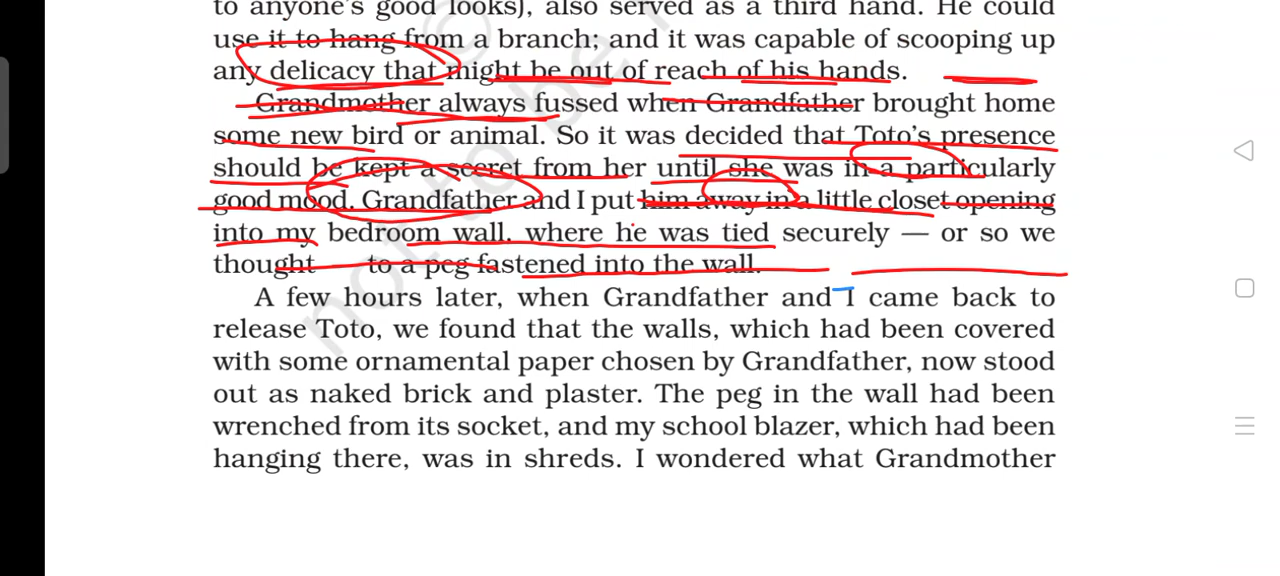 to anyone's good looks), also served as a third hand. He could
use it to hang from a branch; and it was capable of scooping up
any delicacy that might be out of reach of his hands.
Grandmother always fussed when Grandfather brought home
some new bird or animal. So it was decided that Toto's presence
should be kept a secret from her until she was in a particularly
good mood. Grandfather and I put him away in a little closet opening
into my bedroom wall, where he was tied securely — or so we
thought — to a peg fastened into the wall.
A few hours later, when Grandfather and I came back to
release Toto, we found that the walls, which had been covered
with some ornamental paper chosen by Grandfather, now stood
out as naked brick and plaster. The peg in the wall had been
wrenched from its socket, and my school blazer, which had been
hanging there, was in shreds. I wondered what Grandmother
©
not to be r